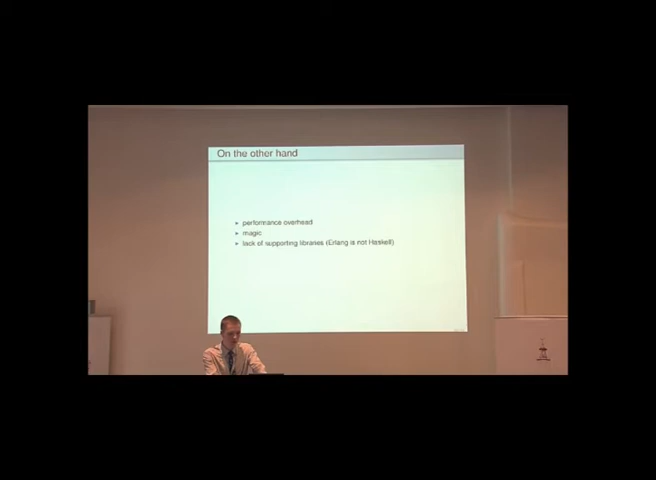 On the other hand
performance overhead
magic
lack of supporting libraries (Erlang is not Haskell)